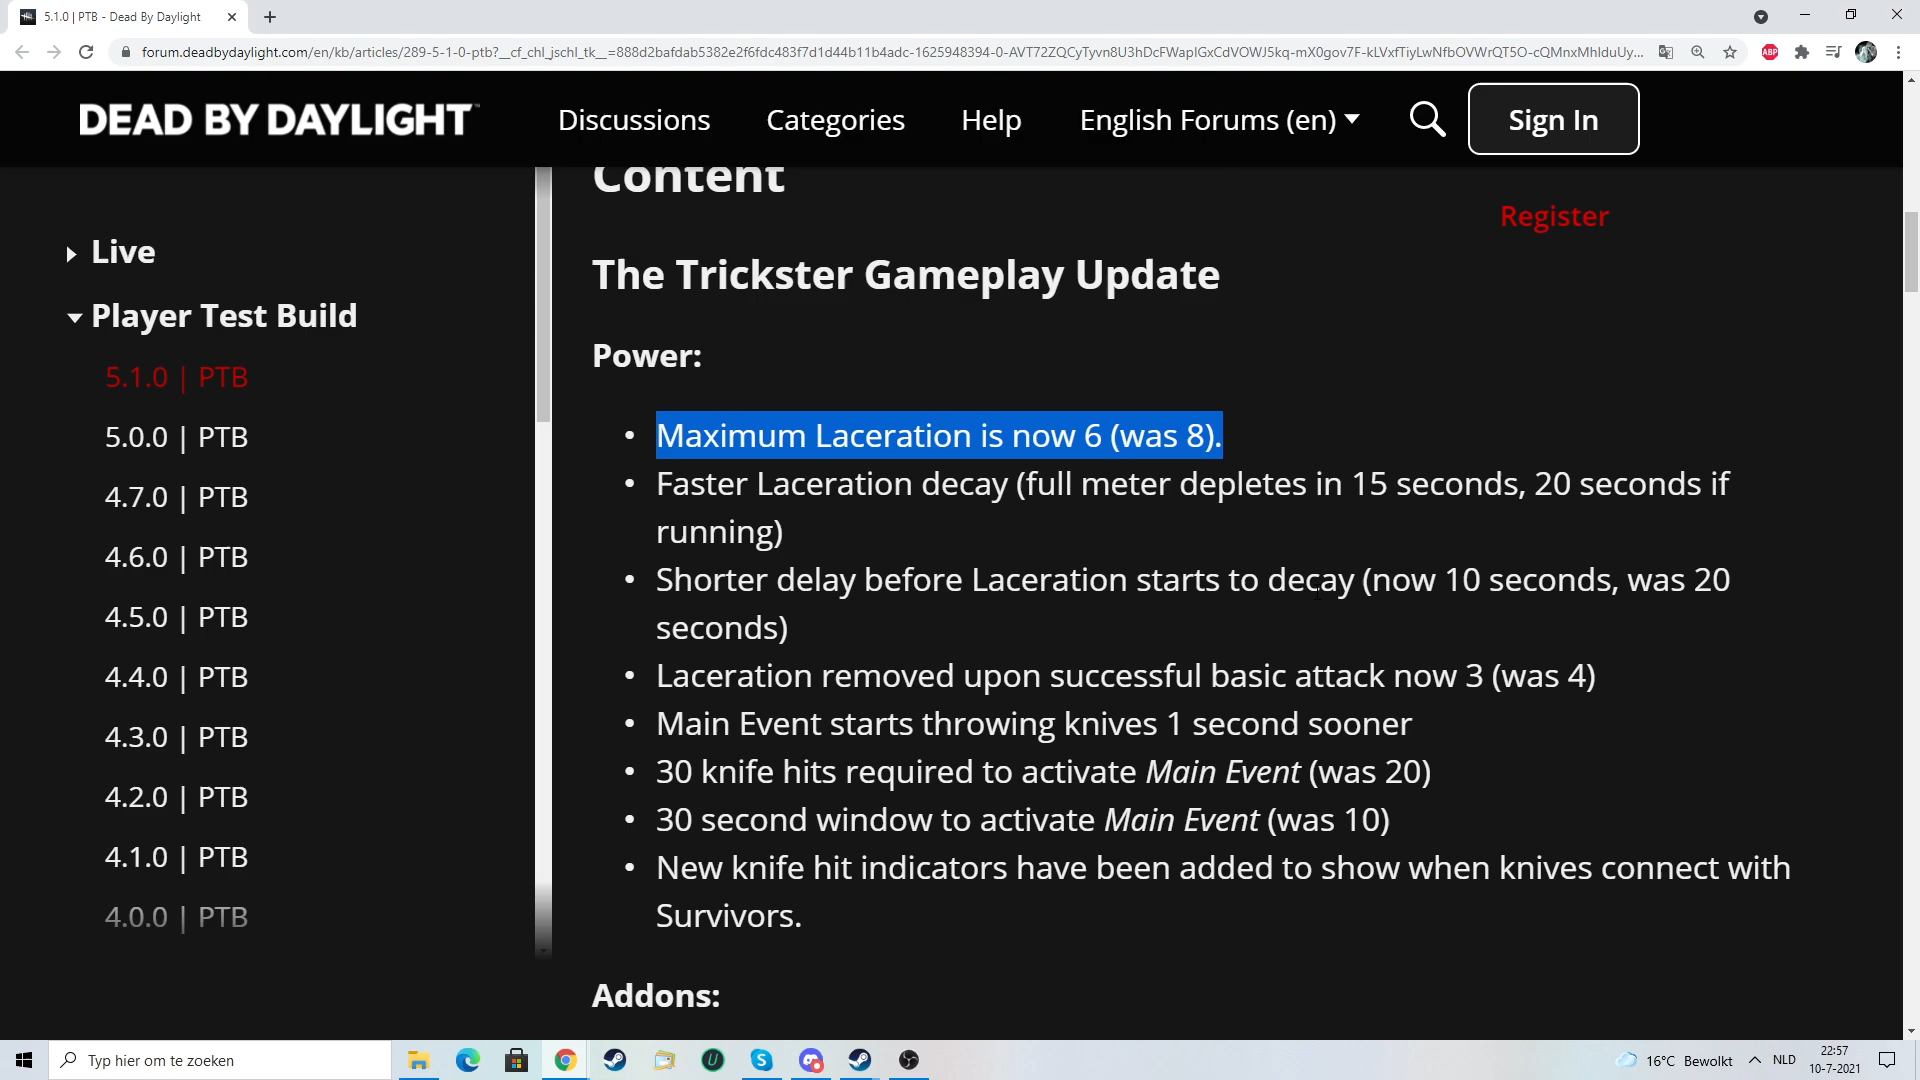 5.1.0 | PTB - Dead By Daylight
forum.deadbydaylight.com/en/kb/articles/289-5-1-0-ptb?__cf_chl_jschl_tk__=888d2bafdab5382e2f6fdc483f7d1d44b11b4adc-1625948394-0-AVT72ZQCyTyvn8U3hDcFWapIGxCdVOWJ5kq-mX0gov7F-kLVxfTiyLwNfbOVWrQT5O-cQMnxMhIduUy...
ABP
DEAD BY DAYLIGHT
Discussions
Categories
Help
English Forums (en)
Sign In
Register
Live
Player Test Build
5.1.0 | PTB
5.0.0 | PTB
4.7.0 | PTB
4.6.0 | PTB
4.5.0 | PTB
4.4.0 | PTB
4.3.0 | PTB
4.2.0 | PTB
4.1.0 | PTB
4.0.0 | PTB
Content
The Trickster Gameplay Update
Power:
• Maximum Laceration is now 6 (was 8).
• Faster Laceration decay (full meter depletes in 15 seconds, 20 seconds if
running)
• Shorter delay before Laceration starts to decay (now 10 seconds, was 20
seconds)
• Laceration removed upon successful basic attack now 3 (was 4)
• Main Event starts throwing knives 1 second sooner
• 30 knife hits required to activate Main Event (was 20)
• 30 second window to activate Main Event (was 10)
• New knife hit indicators have been added to show when knives connect with
Survivors.
Addons:
Typ hier om te zoeken
16°C Bewolkt
NLD
22:57
10-7-2021